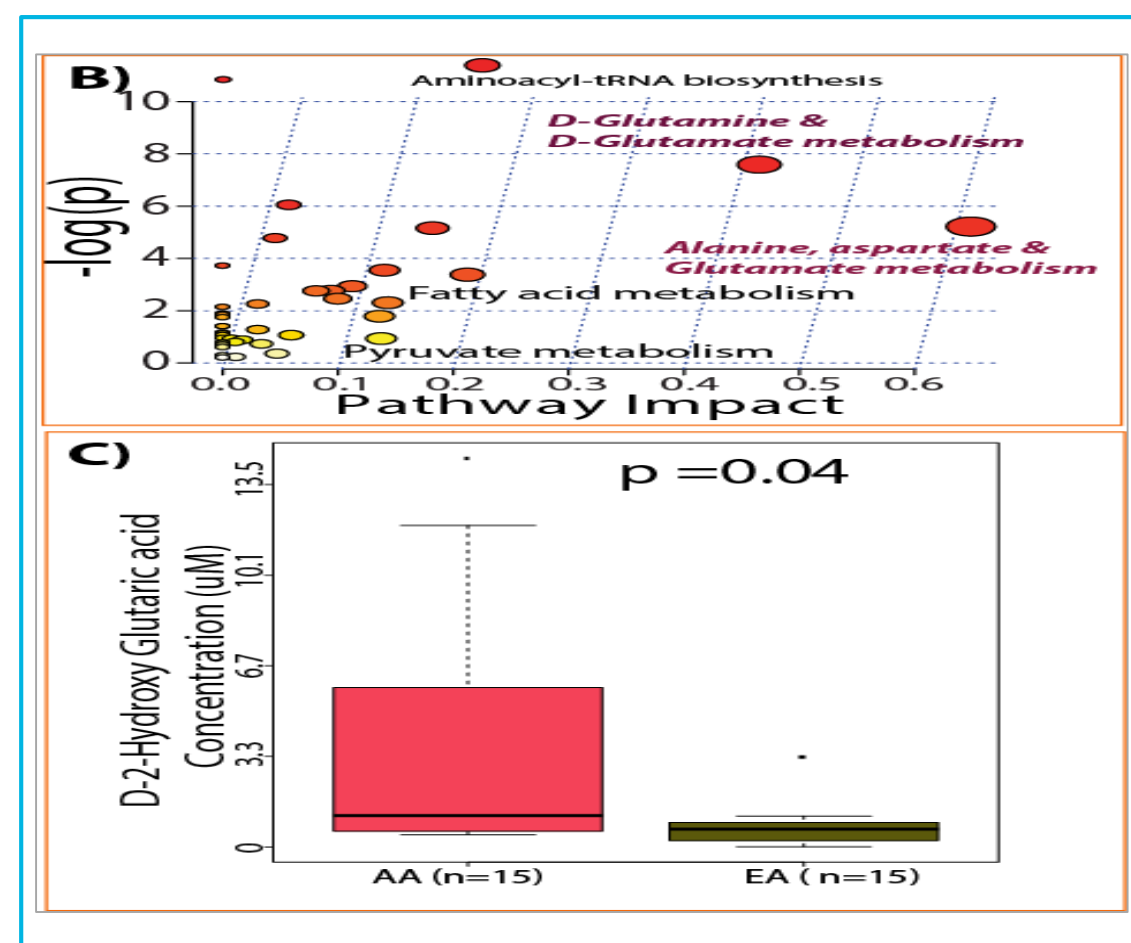 B)
Aminoacyl-tRNA biosynthesis
10
D-Glutamine &
D-Glutamate metabolism
8
6
-log(p)
Alanine, aspartate &
Glutamate metabolism
4
Fatty acid metabolism
2
Pyruvate metabolism
0
0.0 0.1 0.2 0.3 0.4 0.5 0.6
Pathway Impact
C)
p =0.04
13.5
10.1
6.7
3.3
0
D-2-Hydroxy Glutaric acid
Concentration (uM)
AA (n=15) EA ( n=15)